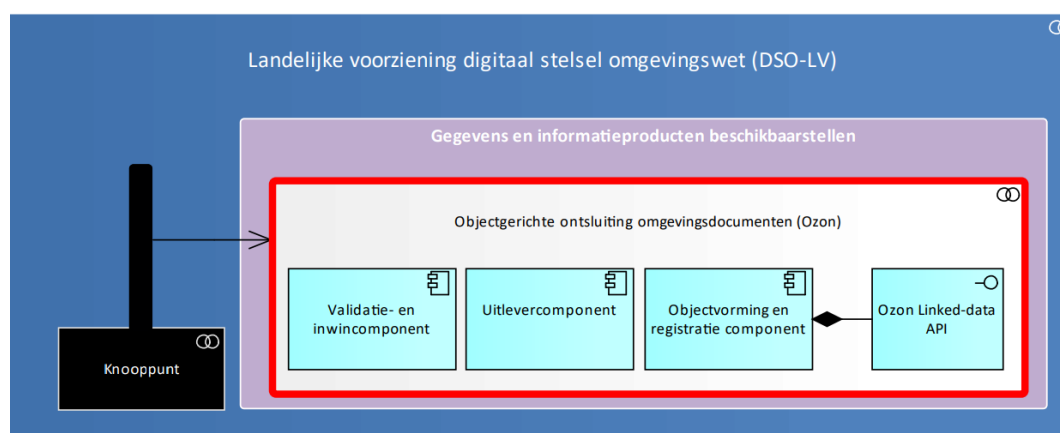 Landelijke voorziening digitaal stelsel omgevingswet (DSO-LV)
Gegevens en informatieproducten beschikbaarstellen
Objectgerichte ontsluiting omgevingsdocumenten (Ozon)
Validatie- en
inwincomponent
Uitlevercomponent
Objectvorming en
registratie component
Ozon Linked-data
API
Knooppunt